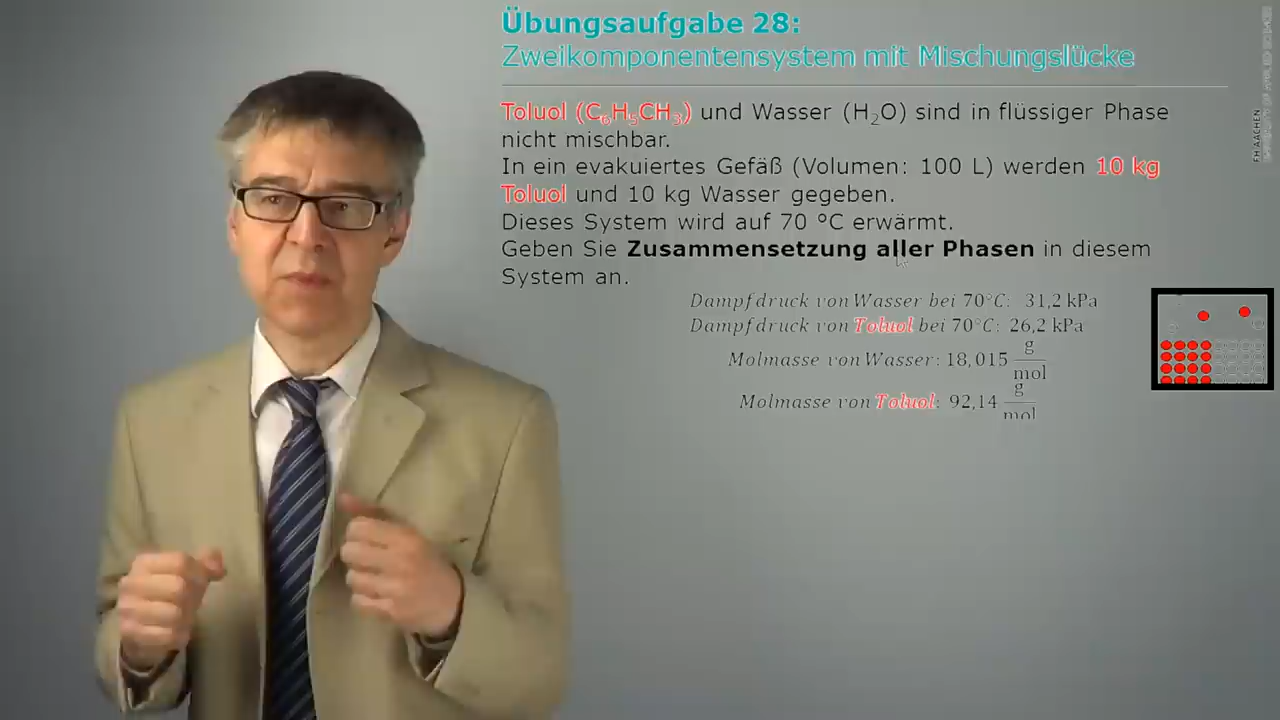 Übungsaufgabe 28:
Zweikomponentensystem mit Mischungslücke
Toluol (C₆H₅CH₃) und Wasser (H₂O) sind in flüssiger Phase
nicht mischbar.
In ein evakuiertes Gefäß (Volumen: 100 L) werden 10 kg
Toluol und 10 kg Wasser gegeben.
Dieses System wird auf 70 °C erwärmt.
Geben Sie Zusammensetzung aller Phasen in diesem
System an.
Dampfdruck von Wasser bei 70°C: 31,2 kPa
Dampfdruck von Toluol bei 70°C: 26,2 kPa
Molmasse von Wasser: 18,015 g/mol
Molmasse von Toluol: 92,14 g/mol
FH AACHEN